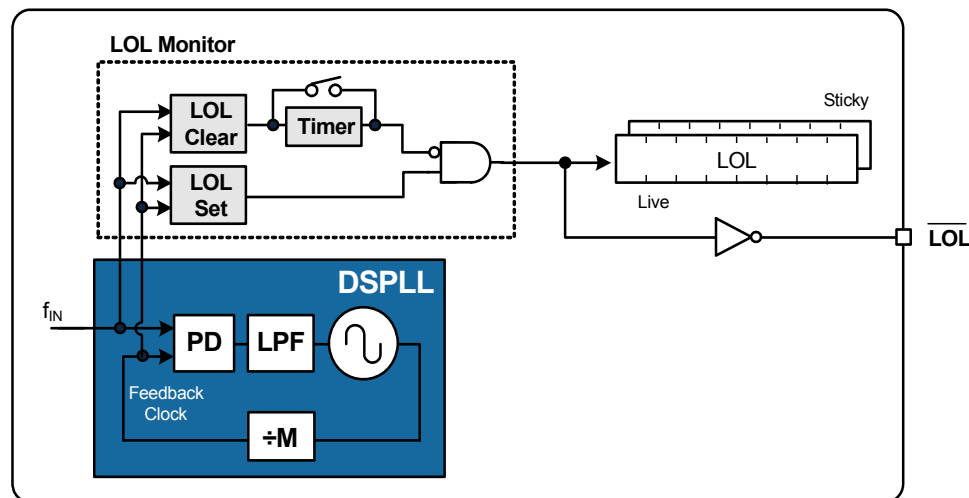 LOL Monitor
LOL
Clear
Timer
LOL
Set
Sticky
LOL
Live
LOL
DSPLL
fIN
PD
LPF
Feedback
Clock
÷M